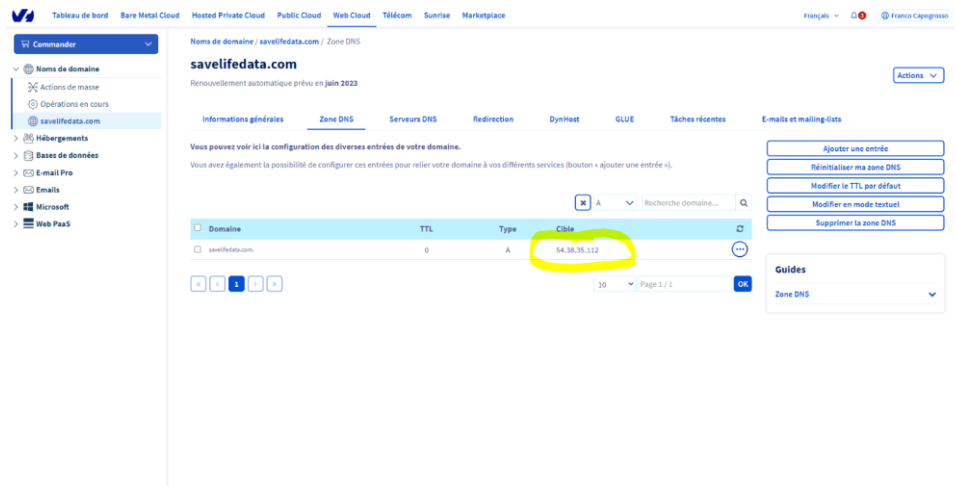 Tableau de bord Bare Metal Cloud Hosted Private Cloud Public Cloud Web Cloud Télécom Sunrise Marketplace Français 3 Franco Capogrosso
Commander
Noms de domaine
Actions de masse
Opérations en cours
savelifedata.com
Hébergements
Bases de données
E-mail Pro
Emails
Microsoft
Web PaaS
Noms de domaine / savelifedata.com / Zone DNS
savelifedata.com
Renouvellement automatique prévu en juin 2023
Actions
Informations générales Zone DNS Serveurs DNS Redirection DynHost GLUE Tâches récentes E-mails et mailing-lists
Vous pouvez voir ici la configuration des diverses entrées de votre domaine.
Vous avez également la possibilité de configurer ces entrées pour relier votre domaine à vos différents services (bouton « ajouter une entrée »).
A Recherche domaine...
Domaine TTL Type Cible
savelifedata.com. 0 A 54.38.35.112
« < 1 > » 10 Page 1 / 1 OK
Ajouter une entrée
Réinitialiser ma zone DNS
Modifier le TTL par défaut
Modifier en mode textuel
Supprimer la zone DNS
Guides
Zone DNS